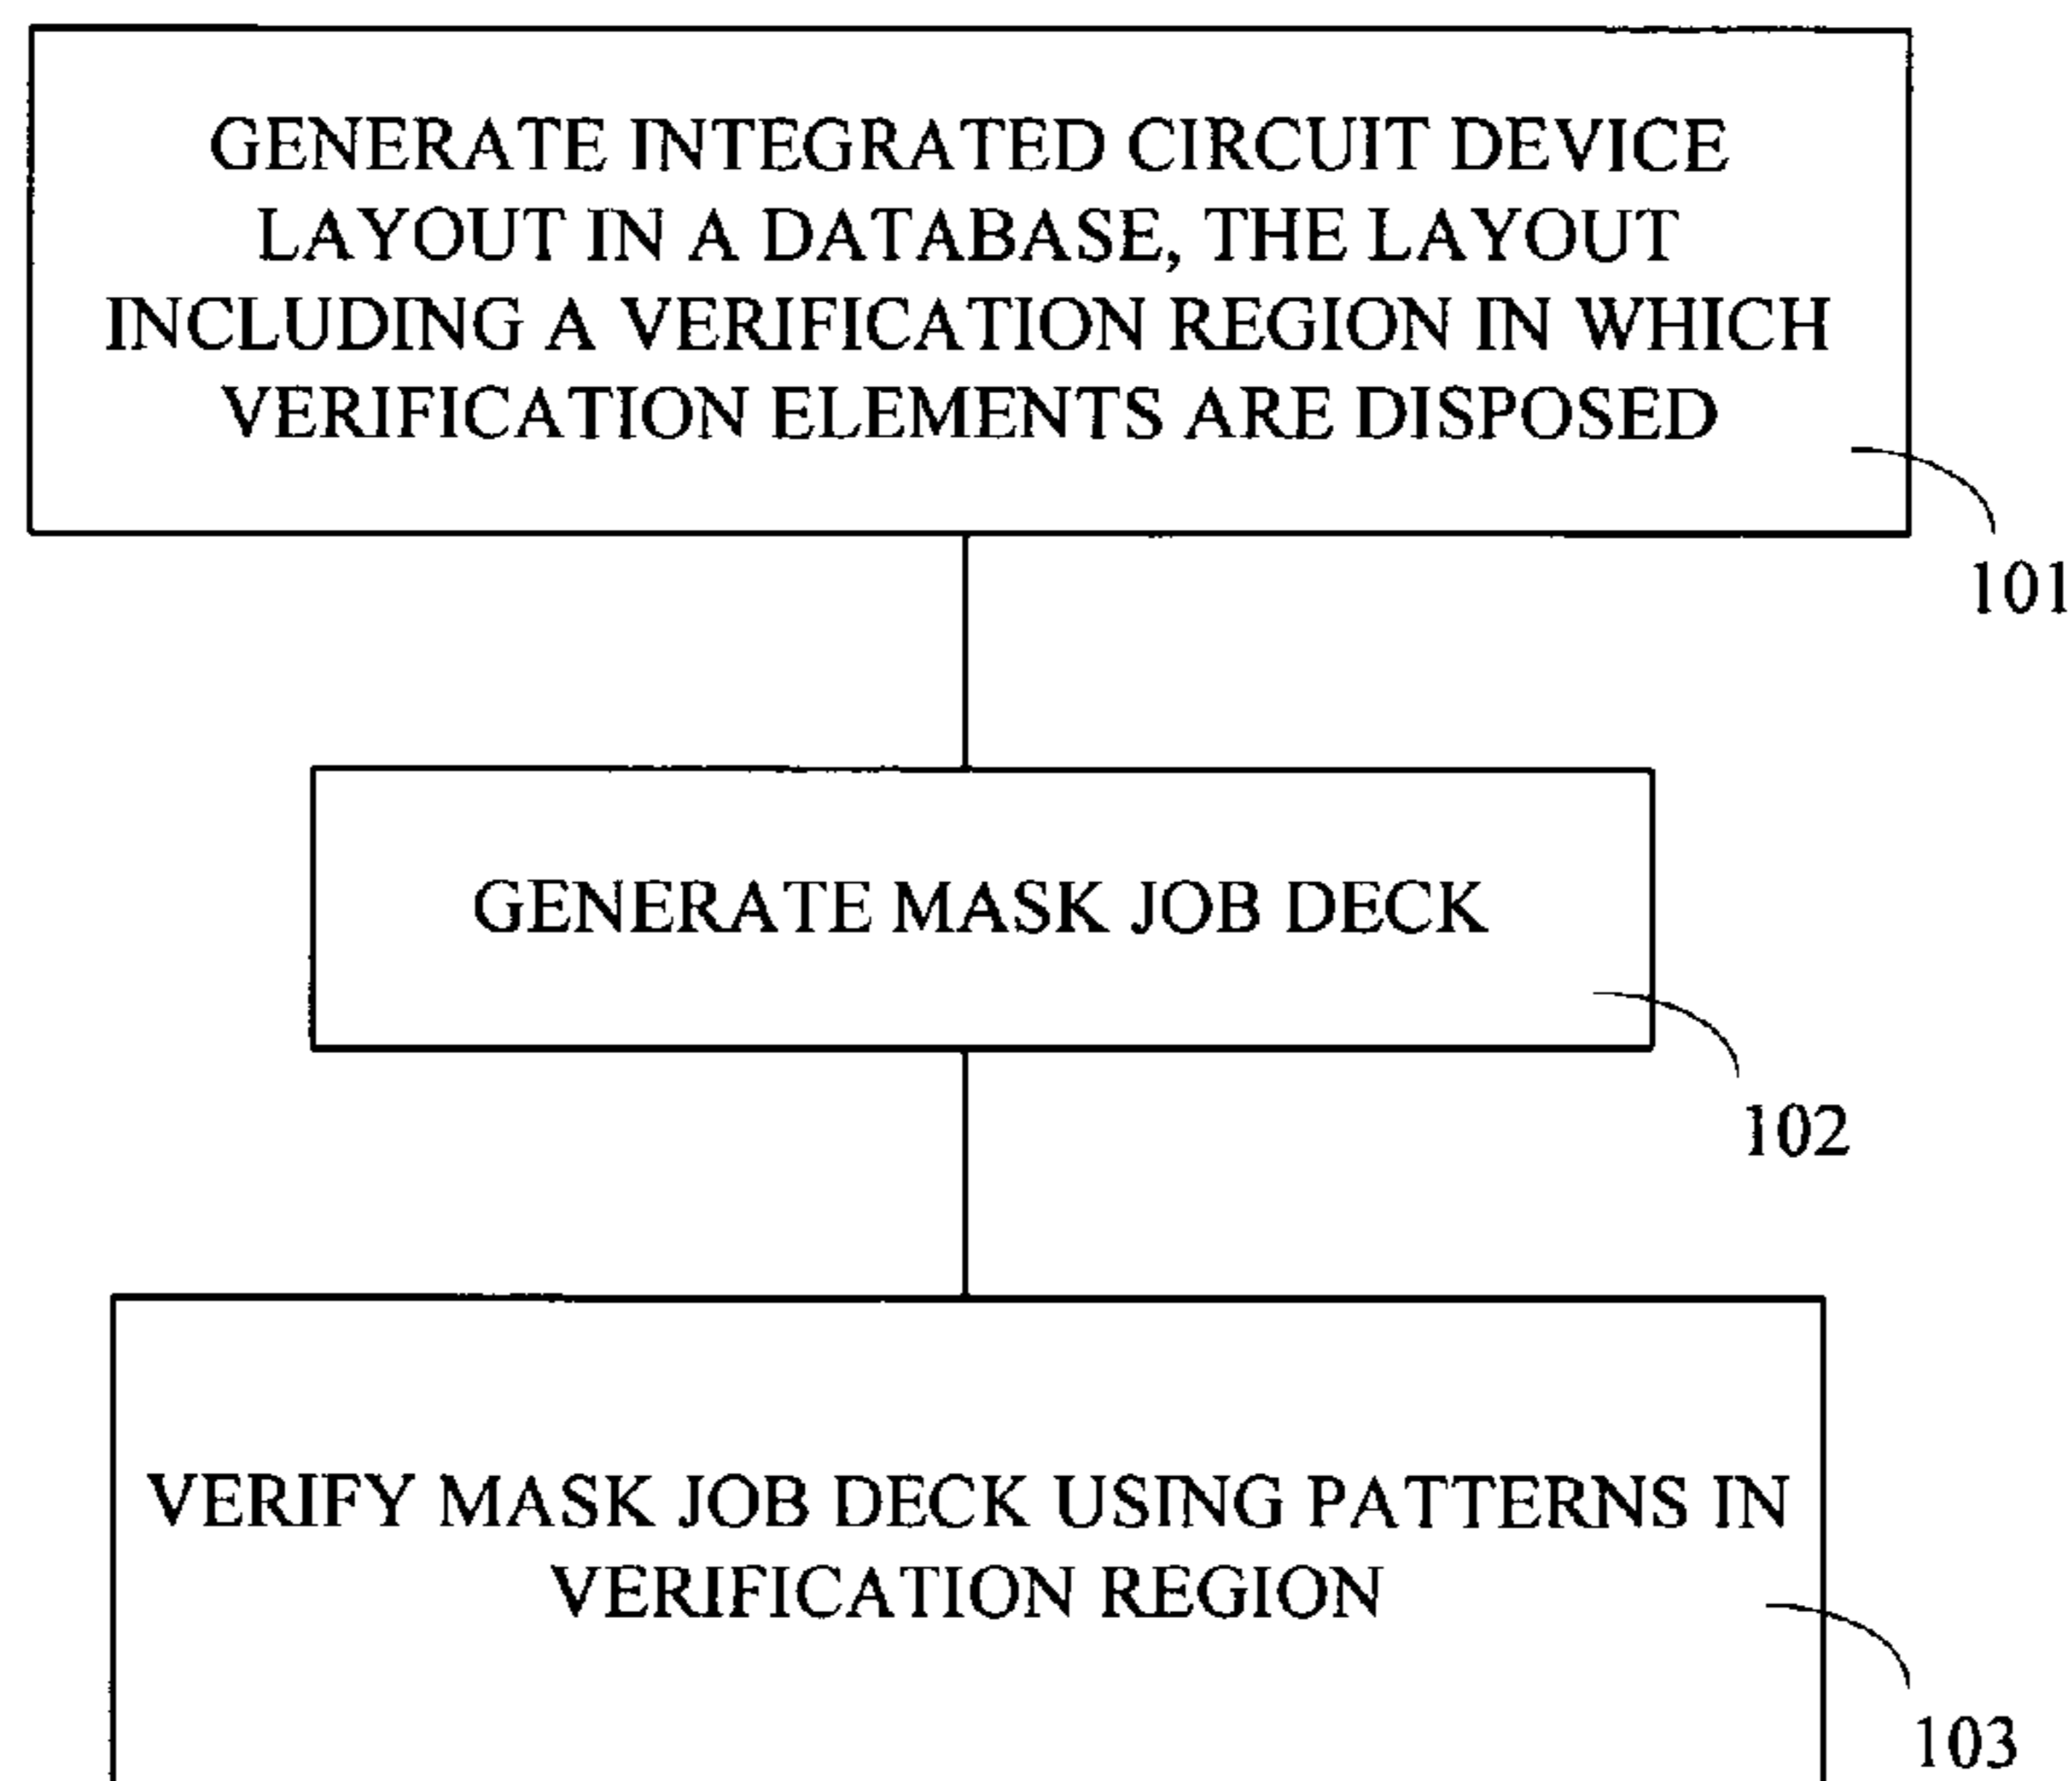 GENERATE INTEGRATED CIRCUIT DEVICE
LAYOUT IN A DATABASE, THE LAYOUT
INCLUDING A VERIFICATION REGION IN WHICH
VERIFICATION ELEMENTS ARE DISPOSED
101
GENERATE MASK JOB DECK
102
VERIFY MASK JOB DECK USING PATTERNS IN
VERIFICATION REGION
103